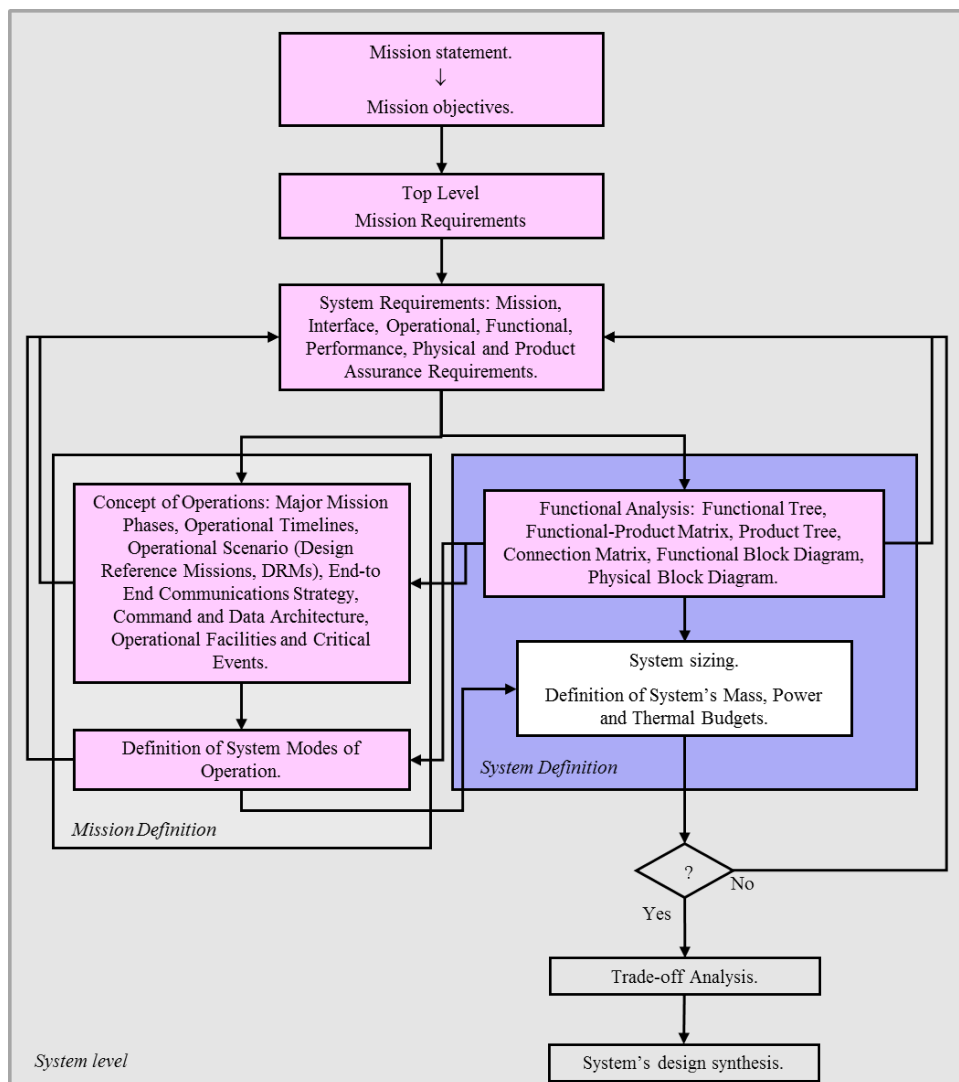 Mission statement.
↓
Mission objectives.
Top Level
Mission Requirements
System Requirements: Mission,
Interface, Operational, Functional,
Performance, Physical and Product
Assurance Requirements.
Concept of Operations: Major Mission
Phases, Operational Timelines,
Operational Scenario (Design
Reference Missions, DRMs), End-to
End Communications Strategy,
Command and Data Architecture,
Operational Facilities and Critical
Events.
Functional Analysis: Functional Tree,
Functional-Product Matrix, Product Tree,
Connection Matrix, Functional Block Diagram,
Physical Block Diagram.
System sizing.
Definition of System's Mass, Power
and Thermal Budgets.
Definition of System Modes of
Operation.
System Definition
Mission Definition
?
No
Yes
Trade-off Analysis.
System's design synthesis.
System level